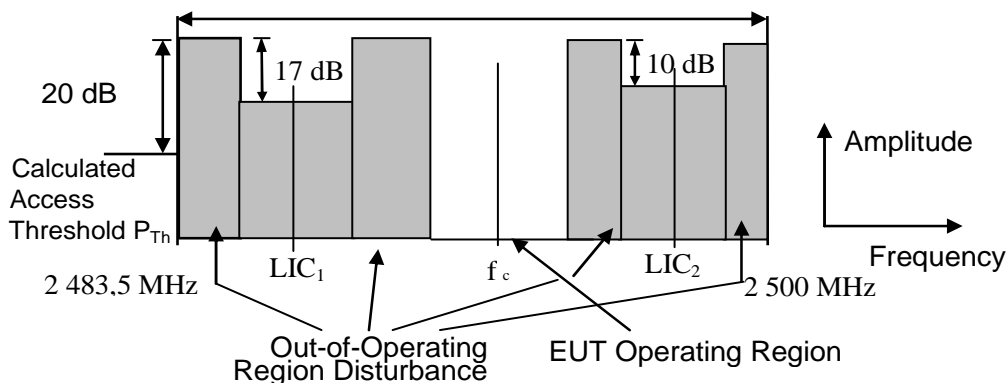 17 dB
10 dB
20 dB
Amplitude
Calculated
Access
Threshold P_Th
LIC₁
f c
LIC₂
Frequency
2 483,5 MHz
2 500 MHz
Out-of-Operating
Region Disturbance
EUT Operating Region